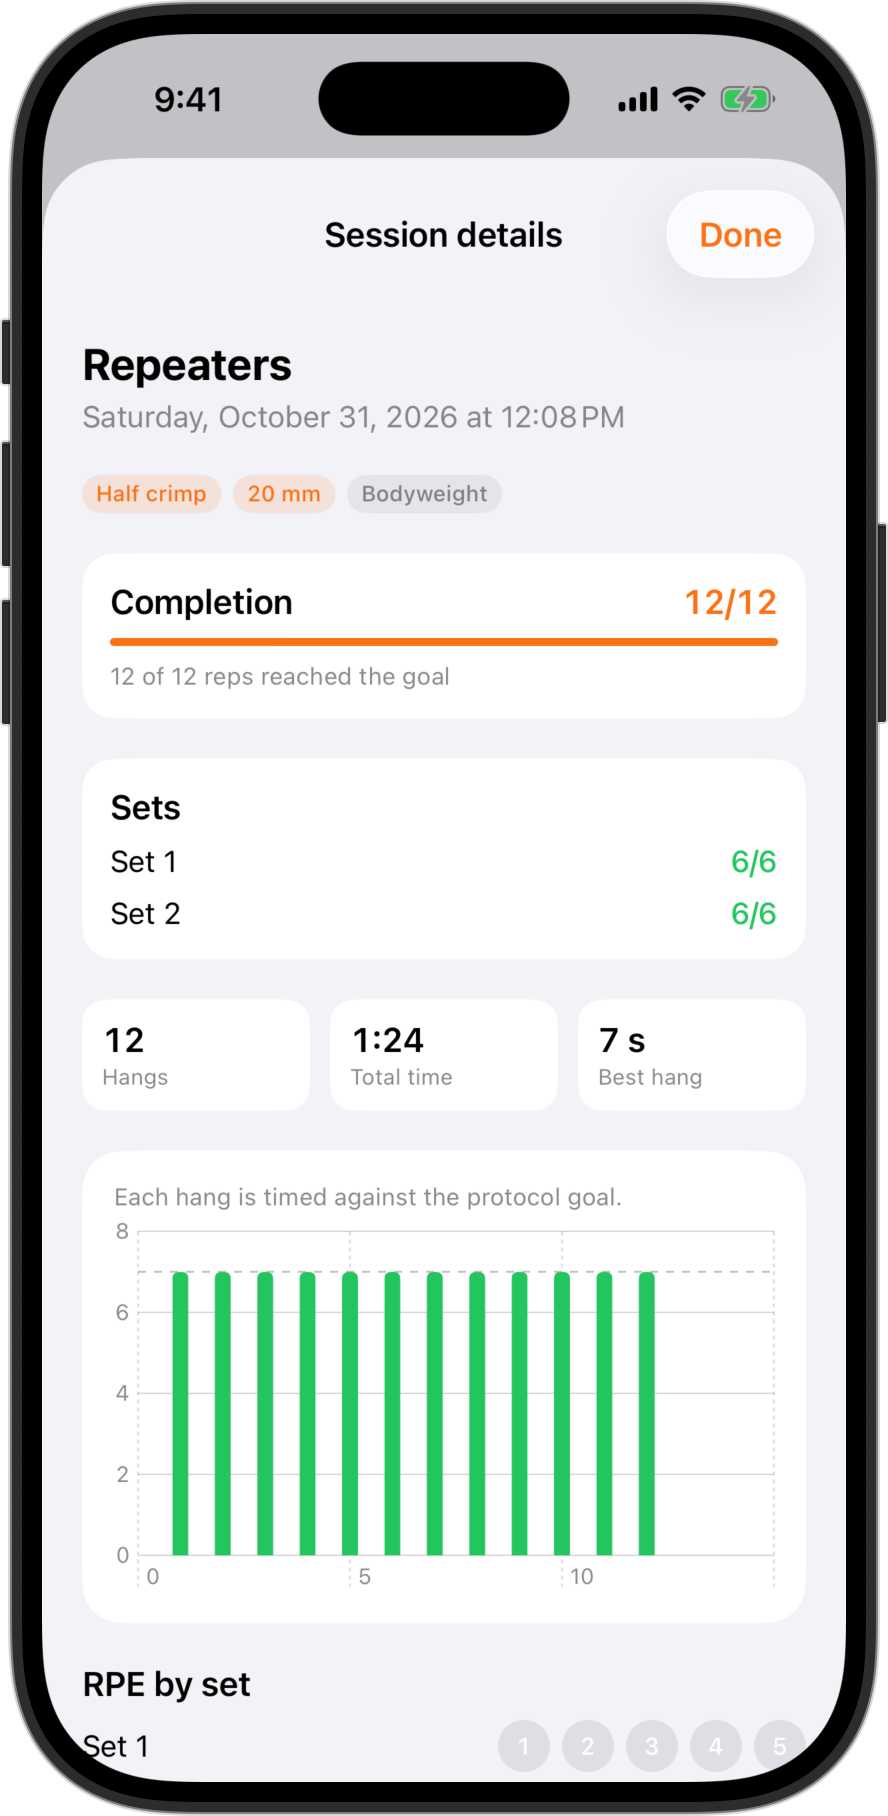 9:41
Session details
Done
Repeaters
Saturday, October 31, 2026 at 12:08 PM
Half crimp
20 mm
Bodyweight
Completion
12/12
12 of 12 reps reached the goal
Sets
Set 1
6/6
Set 2
6/6
12
Hangs
1:24
Total time
7 s
Best hang
Each hang is timed against the protocol goal.
8
6
4
2
0
0
5
10
RPE by set
Set 1
1
2
3
4
5